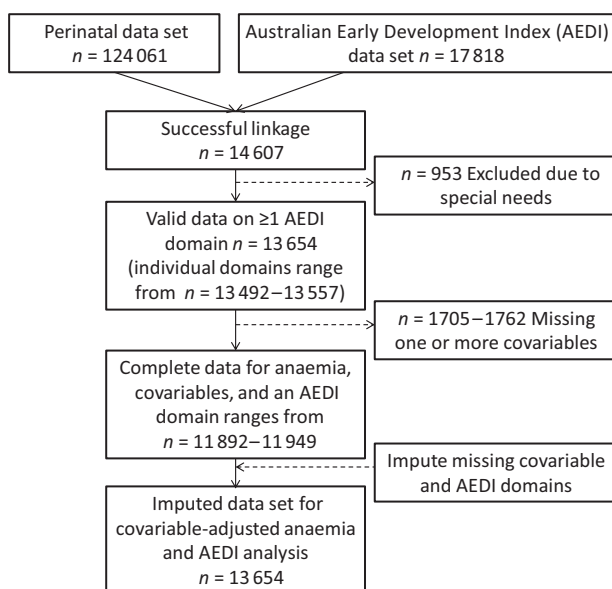 Perinatal data set
n = 124 061
Australian Early Development Index (AEDI)
data set n = 17 818
Successful linkage
n = 14 607
n = 953 Excluded due to
special needs
Valid data on ≥1 AEDI
domain n = 13 654
(individual domains range
from n = 13 492–13 557)
n = 1705–1762 Missing
one or more covariables
Complete data for anaemia,
covariables, and an AEDI
domain ranges from
n = 11 892–11 949
Impute missing covariable
and AEDI domains
Imputed data set for
covariable-adjusted anaemia
and AEDI analysis
n = 13 654